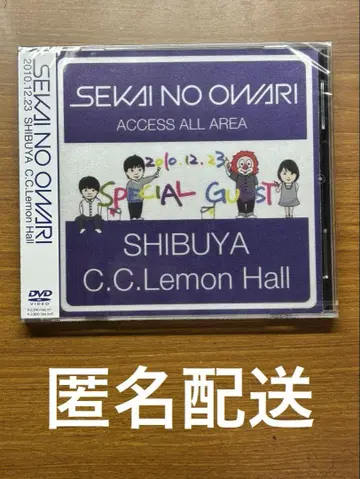 SEKAI NO OWARI
2010.12.23 SHIBUYA C.C.Lemon Hall
DVD
VIDEO
SEKAI NO OWARI
ACCESS ALL AREA
2010.12.23
SPECIAL GUEST
SHIBUYA
C.C.Lemon Hall
匿名配送